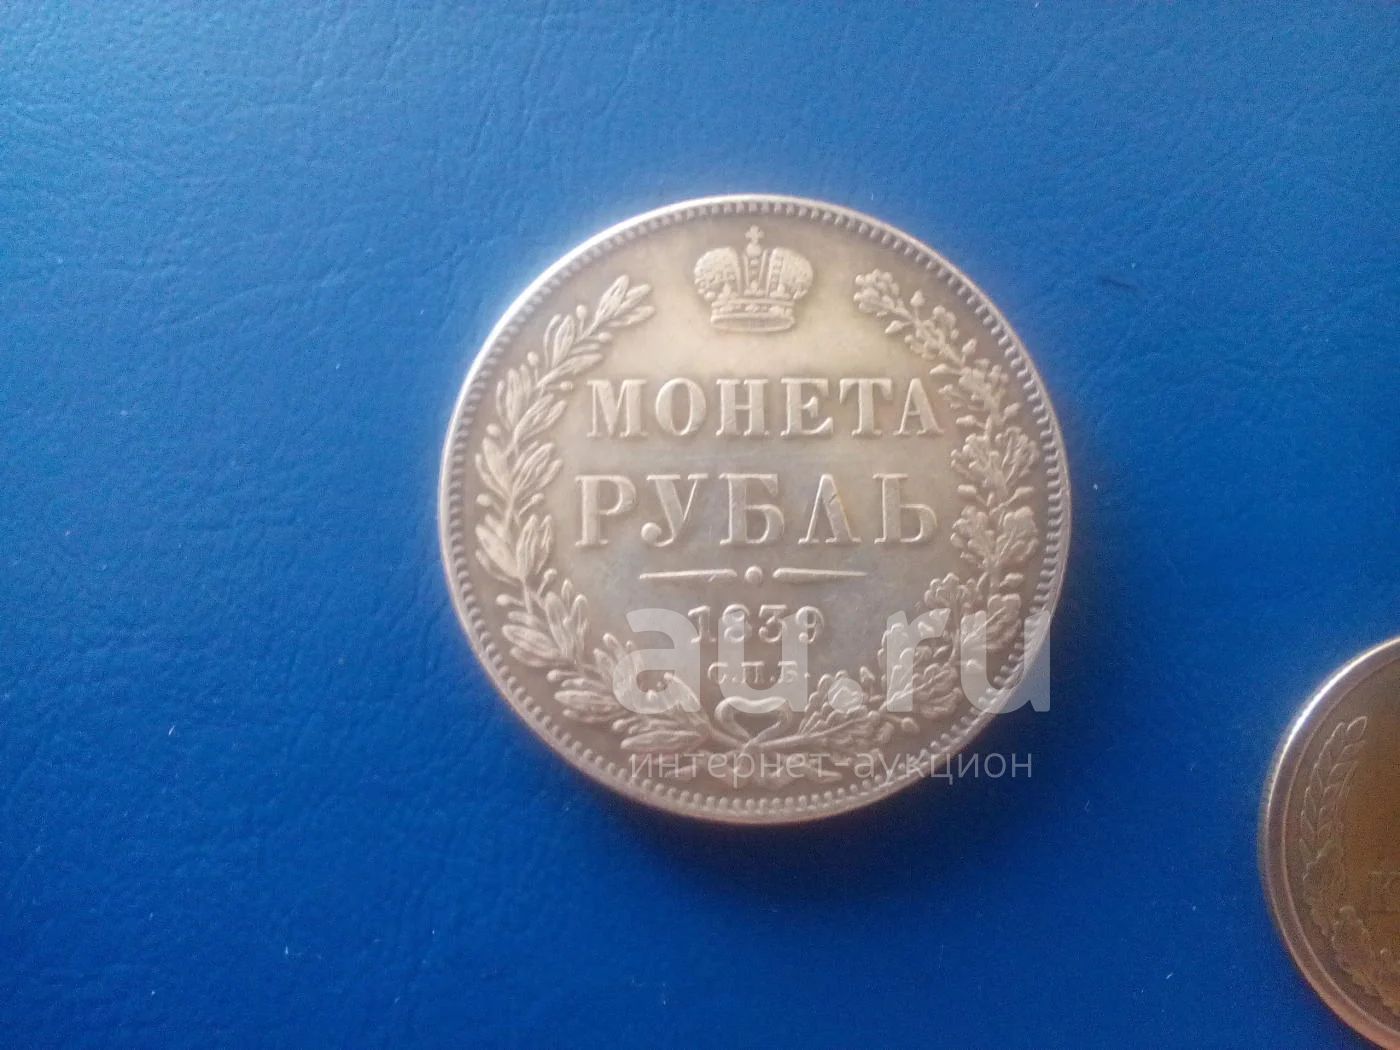 МОНЕТА
РУБЛЬ
1839
С.П.Б.
au.ru
интернет-аукцион